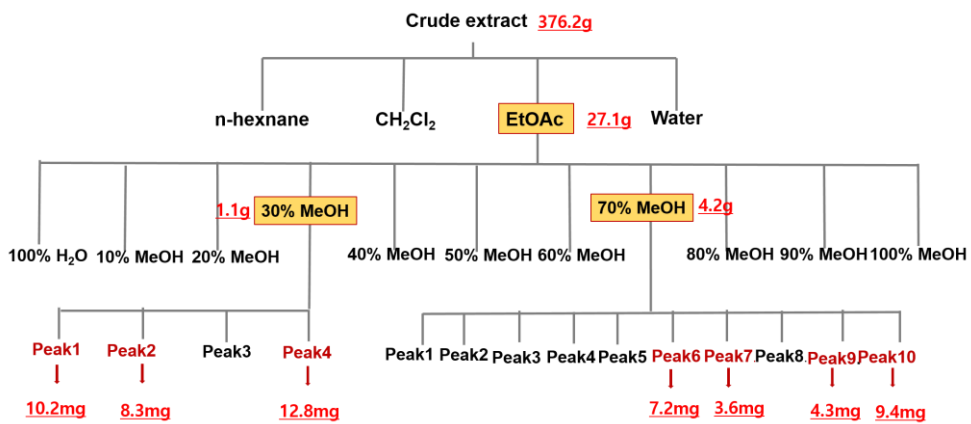 Crude extract 376.2g
n-hexnane CH₂Cl₂ EtOAc 27.1g Water
1.1g 30% MeOH 70% MeOH 4.2g
100% H₂O 10% MeOH 20% MeOH 40% MeOH 50% MeOH 60% MeOH 80% MeOH 90% MeOH 100% MeOH
Peak1 Peak2 Peak3 Peak4 Peak1 Peak2 Peak3 Peak4 Peak5 Peak6 Peak7. Peak8. Peak9. Peak10
10.2mg 8.3mg 12.8mg 7.2mg 3.6mg 4.3mg 9.4mg